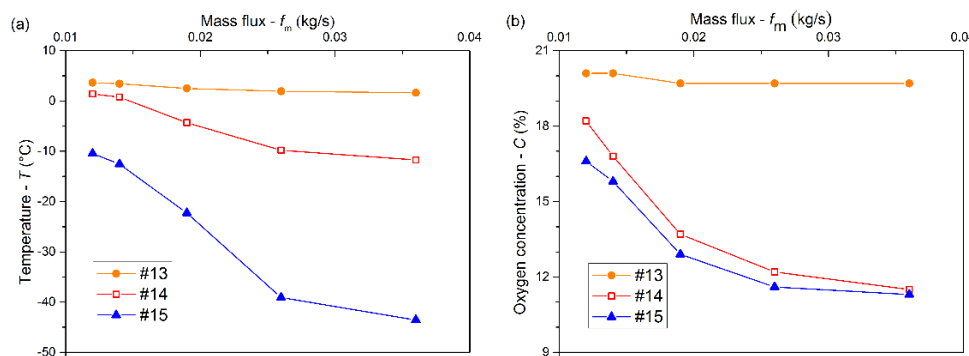 (a)
Mass flux - fm (kg/s)
0.01 0.02 0.03 0.04
10
0
-10
-20
-30
-40
-50
Temperature - T (°C)
#13
#14
#15
(b)
Mass flux - fm (kg/s)
0.01 0.02 0.03 0.0
21
18
15
12
9
Oxygen concentration - C (%)
#13
#14
#15